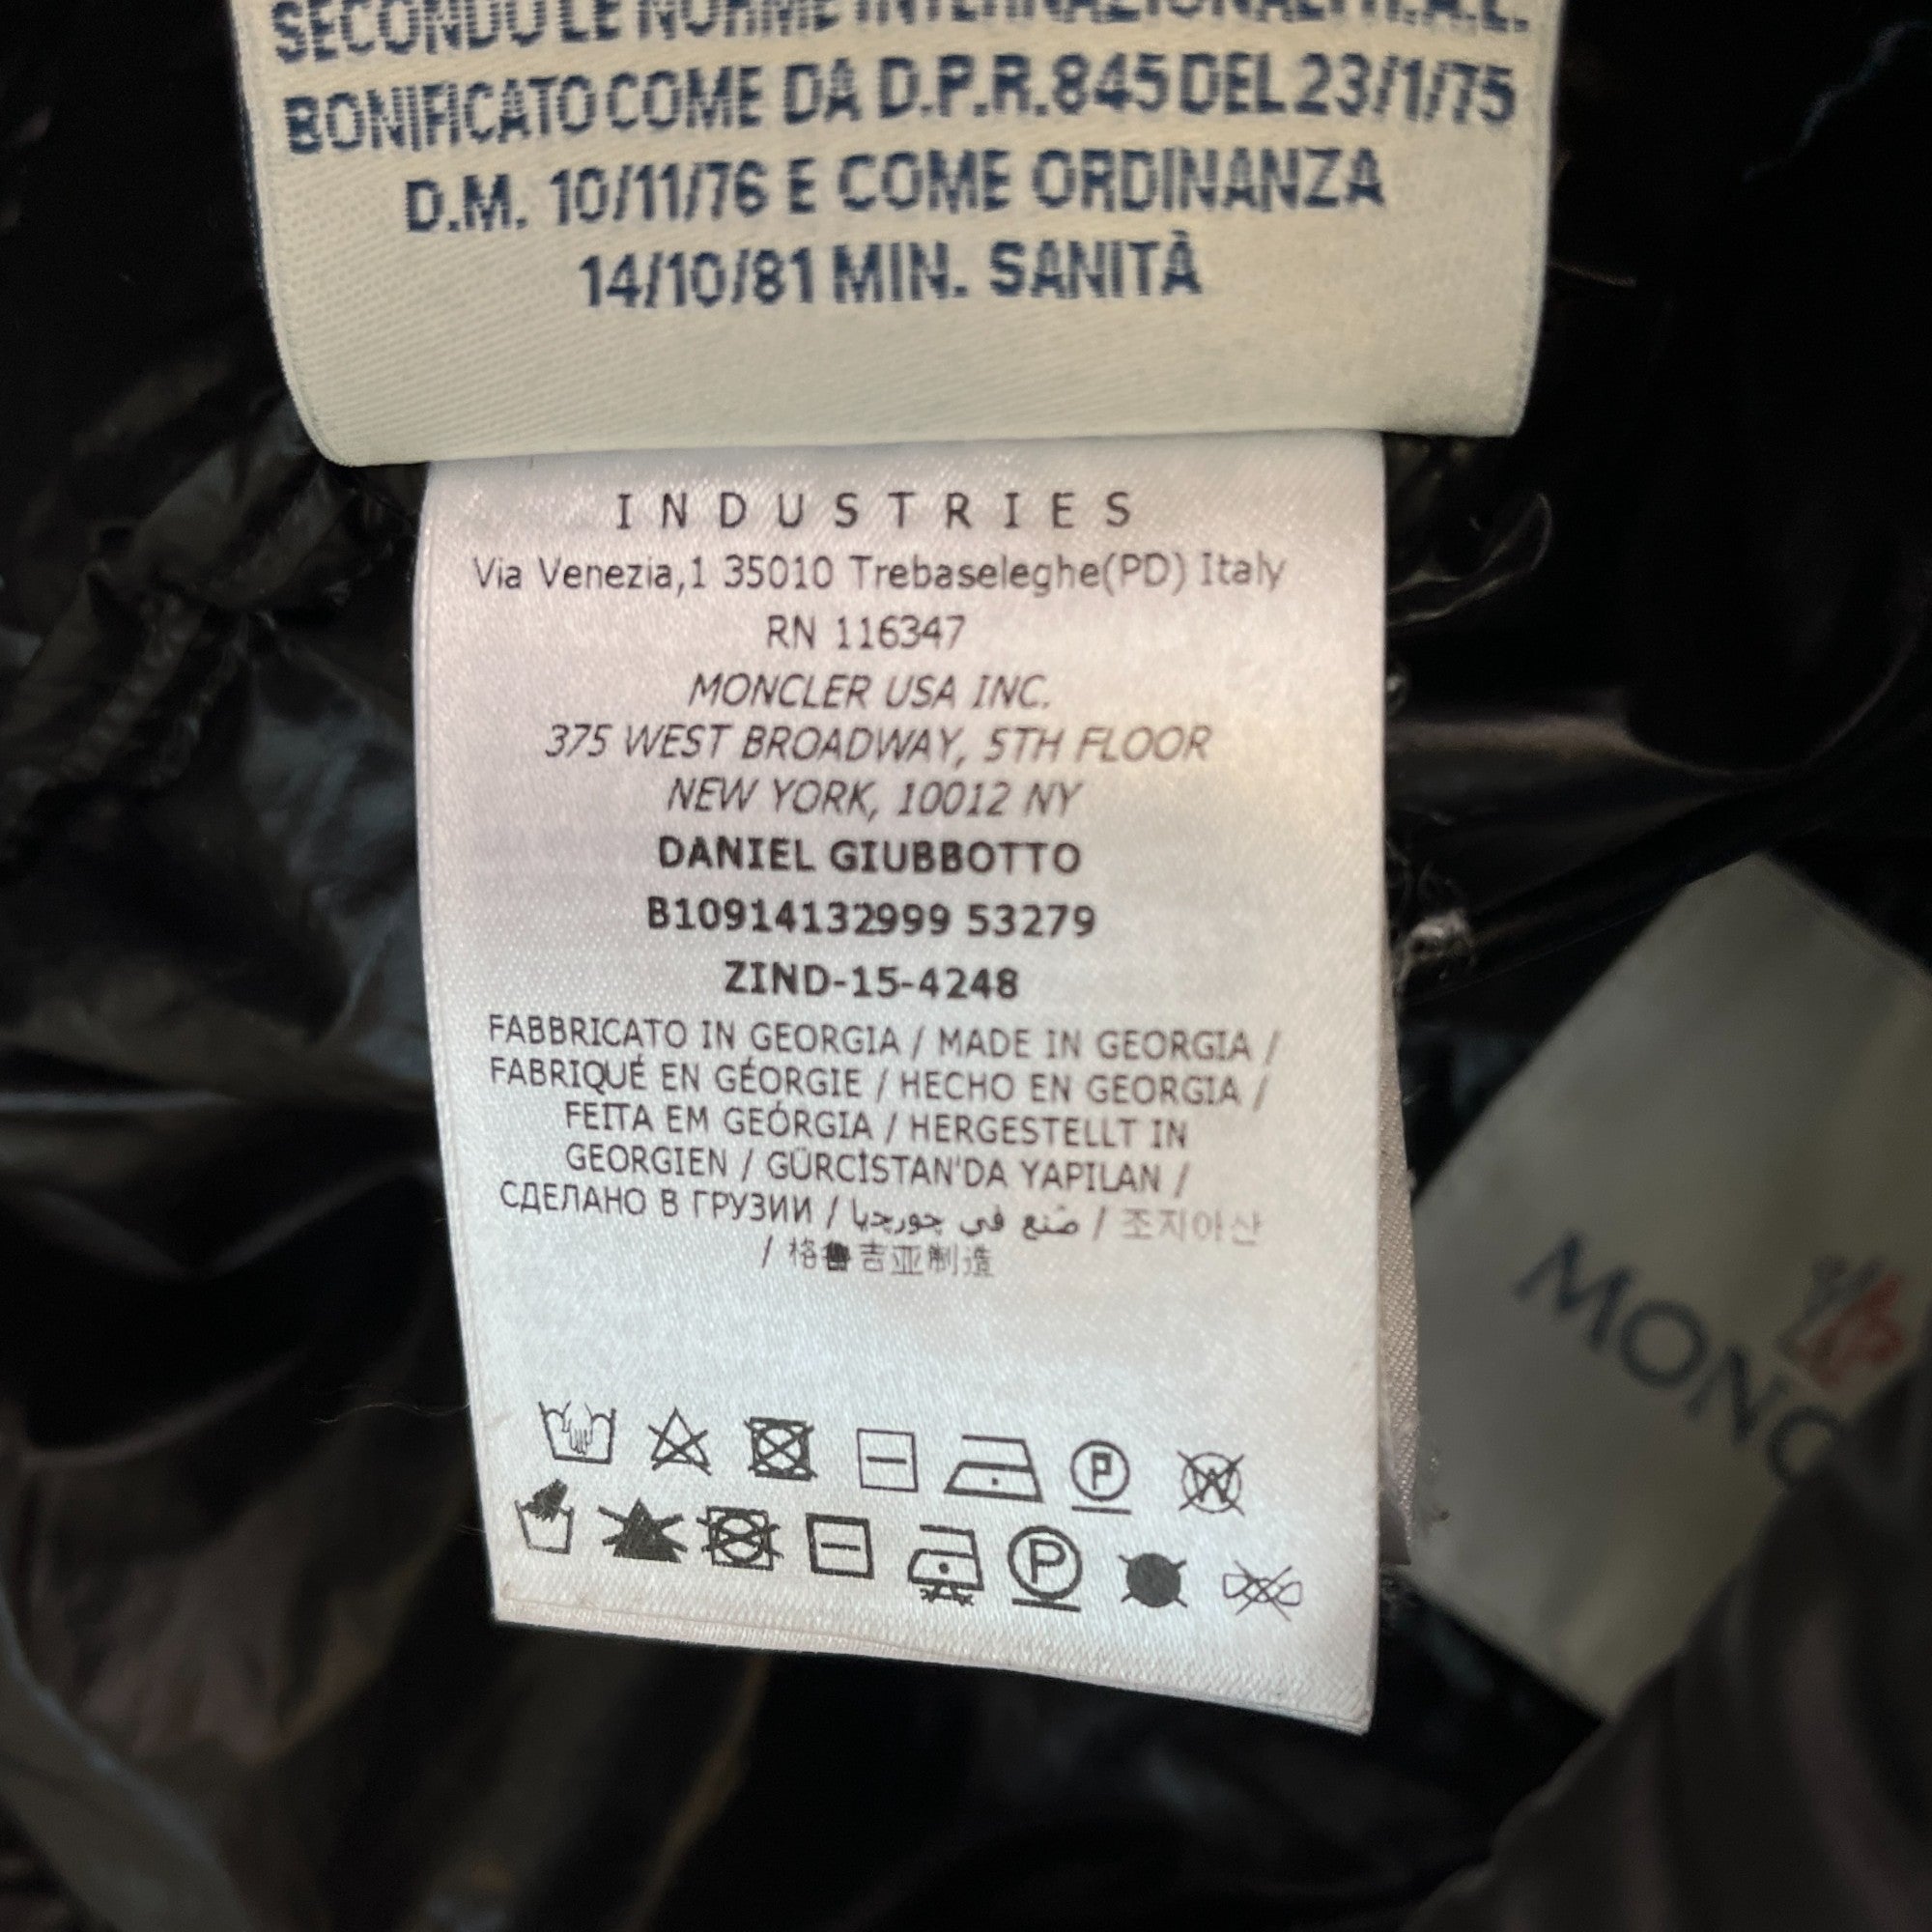 SECONDO LE NORME INTERNAZIONALI I.A.L.
BONIFICATO COME DA D.P.R.845 DEL 23/1/75
D.M. 10/11/76 E COME ORDINANZA
14/10/81 MIN. SANITÀ
INDUSTRIES
Via Venezia,1 35010 Trebaseleghe(PD) Italy
RN 116347
MONCLER USA INC.
375 WEST BROADWAY, 5TH FLOOR
NEW YORK, 10012 NY
DANIEL GIUBBOTTO
B10914132999 53279
ZIND-15-4248
FABBRICATO IN GEORGIA / MADE IN GEORGIA /
FABRIQUÉ EN GÉORGIE / HECHO EN GEORGIA /
FEITA EM GEÓRGIA / HERGESTELLT IN
GEORGIEN / GÜRCİSTAN'DA YAPILAN /
СДЕЛАНО В ГРУЗИИ / صنع في جورجيا / 조지아산
/ 格鲁吉亚制造
P W
P
MONC